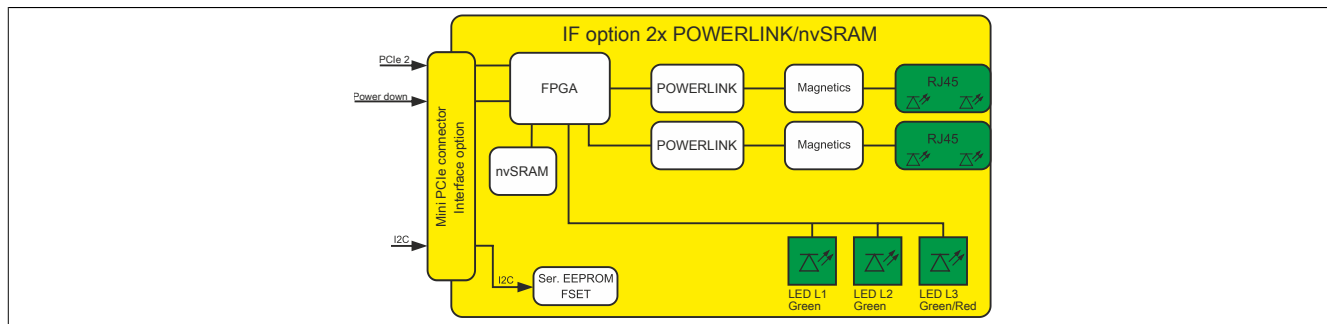 IF option 2x POWERLINK/nvSRAM
PCIe 2
Power down
I2C
Mini PCIe connector
Interface option
FPGA
nvSRAM
POWERLINK
Magnetics
RJ45
POWERLINK
Magnetics
RJ45
I2C
Ser. EEPROM
FSET
LED L1
Green
LED L2
Green
LED L3
Green/Red